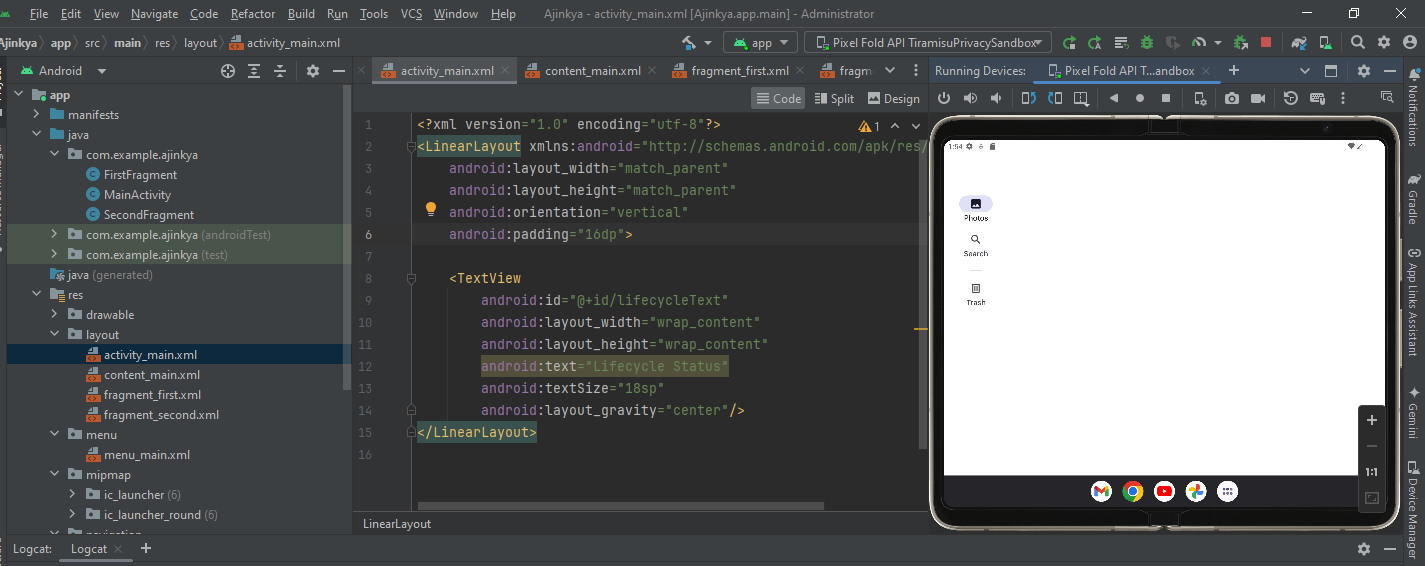 File Edit View Navigate Code Refactor Build Run Tools VCS Window Help Ajinkya - activity_main.xml [Ajinkya.app.main] - Administrator
Ajinkya app src main res layout activity_main.xml app Pixel Fold API TiramisuPrivacySandbox
Android
app
manifests
java
com.example.ajinkya
FirstFragment
MainActivity
SecondFragment
com.example.ajinkya (androidTest)
com.example.ajinkya (test)
java (generated)
res
drawable
layout
activity_main.xml
content_main.xml
fragment_first.xml
fragment_second.xml
menu
menu_main.xml
mipmap
ic_launcher (6)
ic_launcher_round (6)
activity_main.xml content_main.xml fragment_first.xml fragm
Code Split Design
1
1 <?xml version="1.0" encoding="utf-8"?>
2 <LinearLayout xmlns:android="http://schemas.android.com/apk/res/
3 android:layout_width="match_parent"
4 android:layout_height="match_parent"
5 android:orientation="vertical"
6 android:padding="16dp">
7
8 <TextView
9 android:id="@+id/lifecycleText"
10 android:layout_width="wrap_content"
11 android:layout_height="wrap_content"
12 android:text="Lifecycle Status"
13 android:textSize="18sp"
14 android:layout_gravity="center"/>
15 </LinearLayout>
16
LinearLayout
Running Devices: Pixel Fold API T...andbox
1:54
Photos
Search
Trash
1:1
Notifications
Gradle
App Links Assistant
Gemini
Device Manager
Logcat: Logcat